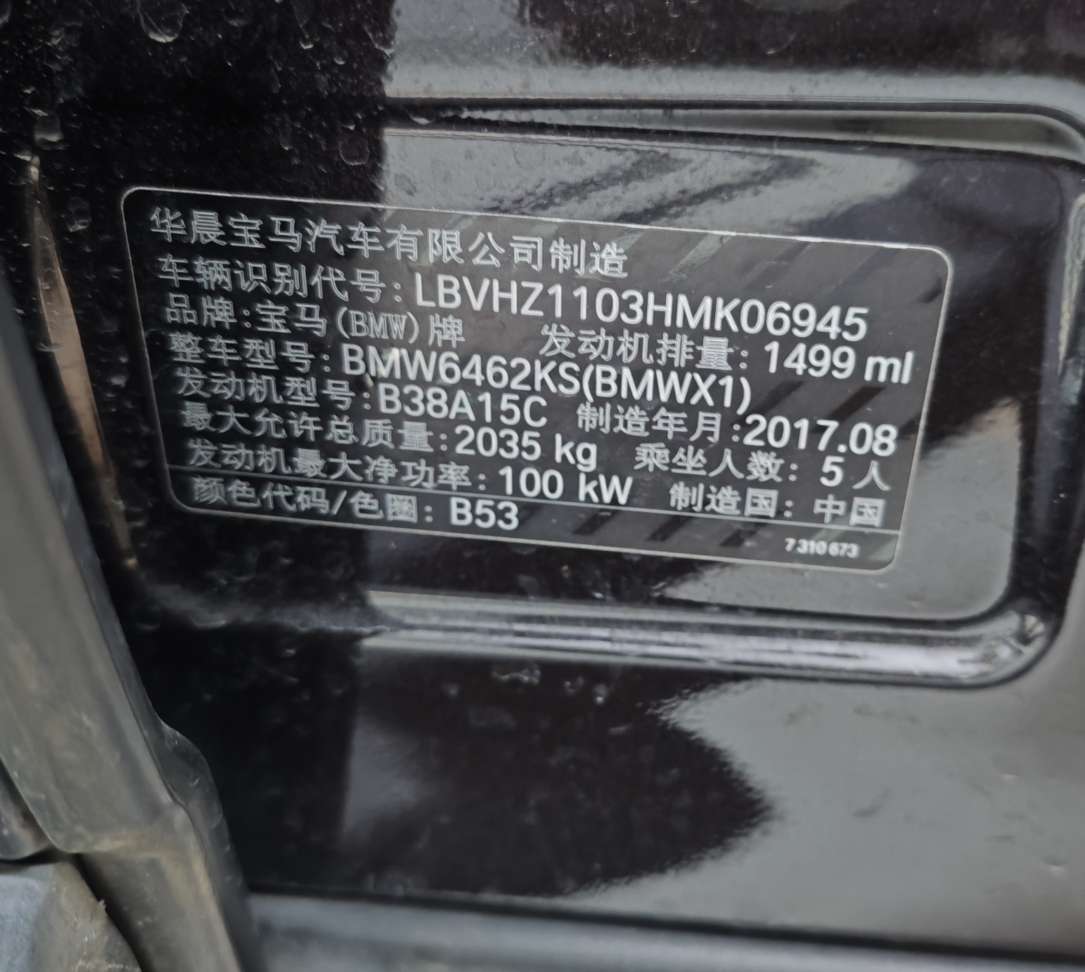 华晨宝马汽车有限公司制造
车辆识别代号: LBVHZ1103HMK06945
品牌:宝马(BMW)牌 发动机排量: 1499 ml
整车型号: BMW6462KS(BMWX1)
发动机型号: B38A15C 制造年月:2017.08
最大允许总质量: 2035 kg 乘坐人数: 5 人
发动机最大净功率: 100 kW 制造国: 中国
颜色代码/色圈: B53
7310673